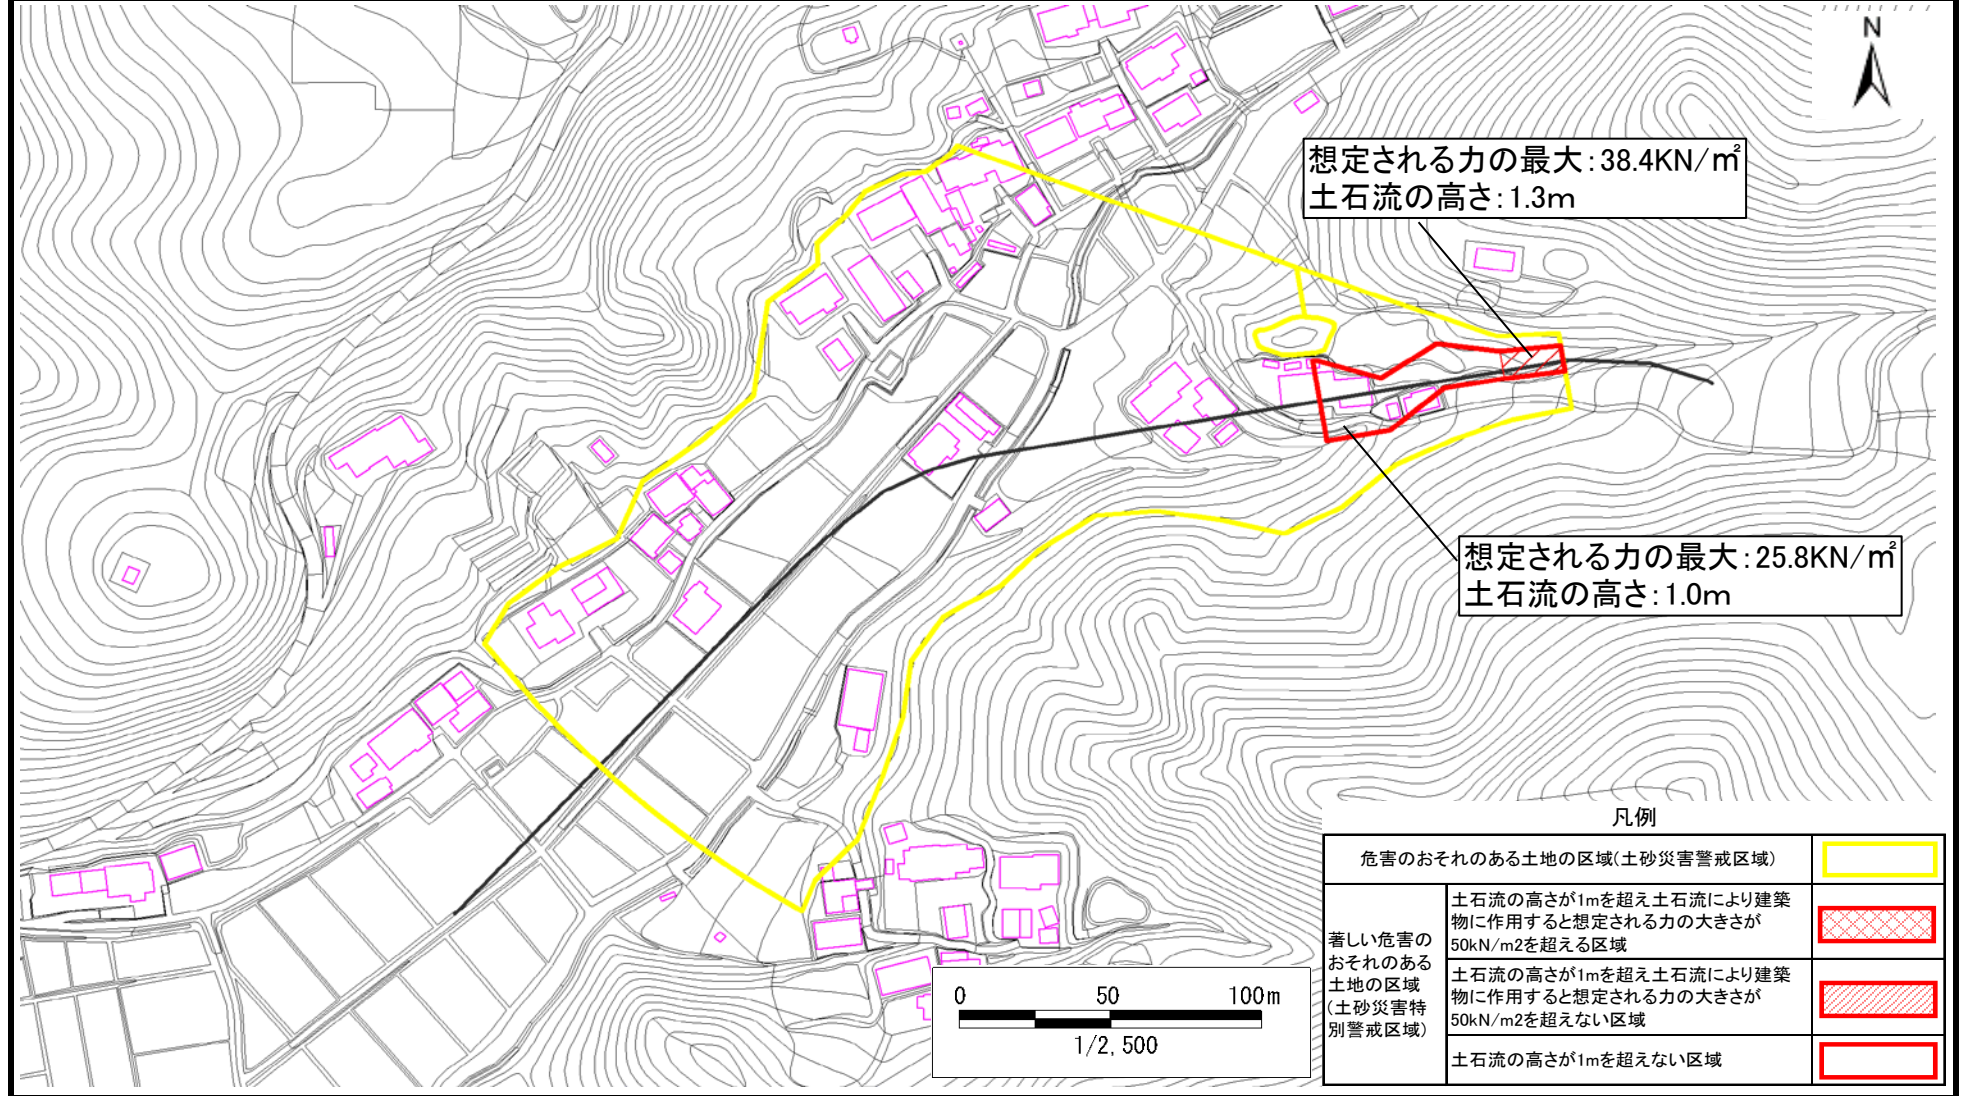 N
想定される力の最大:38.4KN/㎡
土石流の高さ:1.3m
想定される力の最大:25.8KN/㎡
土石流の高さ:1.0m
凡例
危害のおそれのある土地の区域(土砂災害警戒区域)
著しい危害の
おそれのある
土地の区域
(土砂災害特
別警戒区域)
土石流の高さが1mを超え土石流により建築
物に作用すると想定される力の大きさが
50kN/m2を超える区域
土石流の高さが1mを超え土石流により建築
物に作用すると想定される力の大きさが
50kN/m2を超えない区域
土石流の高さが1mを超えない区域
0 50 100m
1/2,500